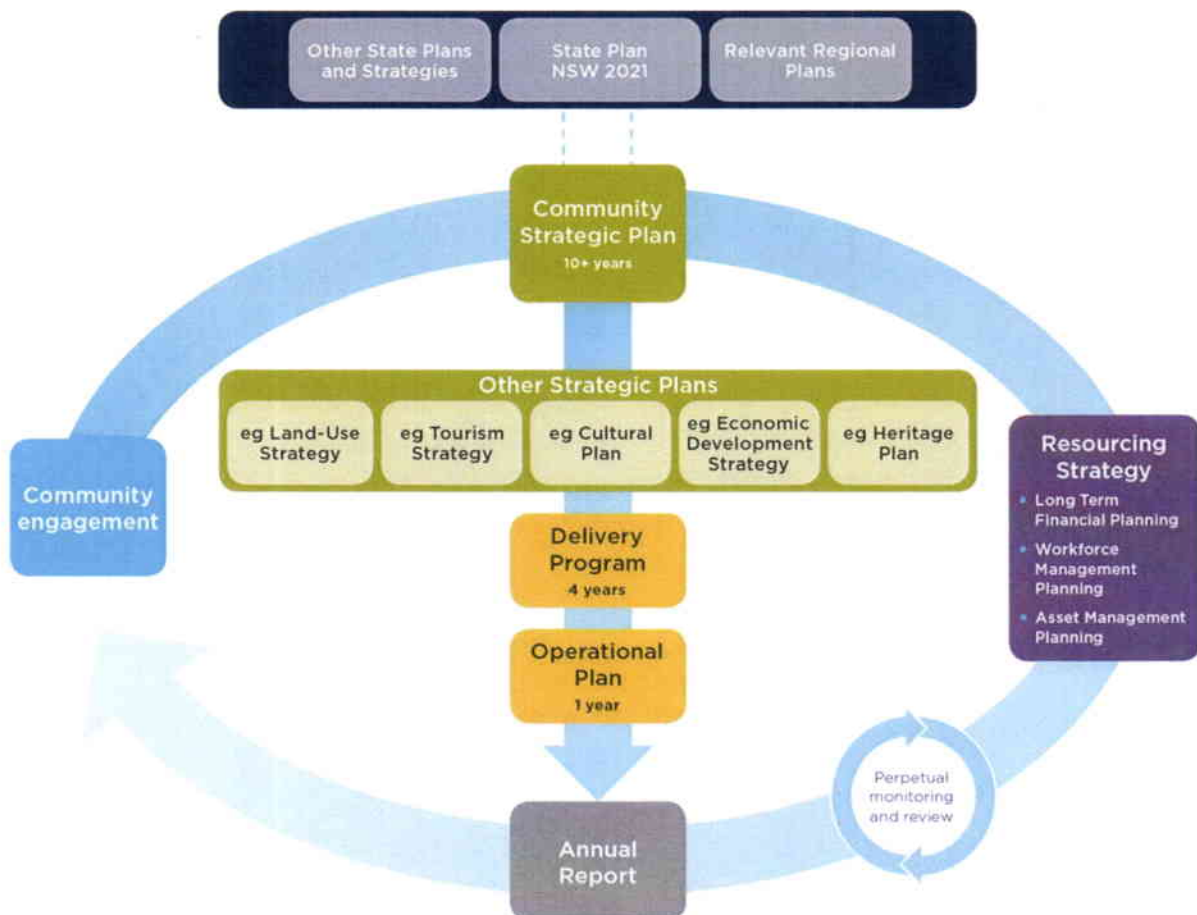 Other State Plans
and Strategies
State Plan
NSW 2021
Relevant Regional
Plans
Community
Strategic Plan
10+ years
Other Strategic Plans
eg Land-Use
Strategy
eg Tourism
Strategy
eg Cultural
Plan
eg Economic
Development
Strategy
eg Heritage
Plan
Community
engagement
Resourcing
Strategy
• Long Term
Financial Planning
• Workforce
Management
Planning
• Asset Management
Planning
Delivery
Program
4 years
Operational
Plan
1 year
Perpetual
monitoring
and review
Annual
Report